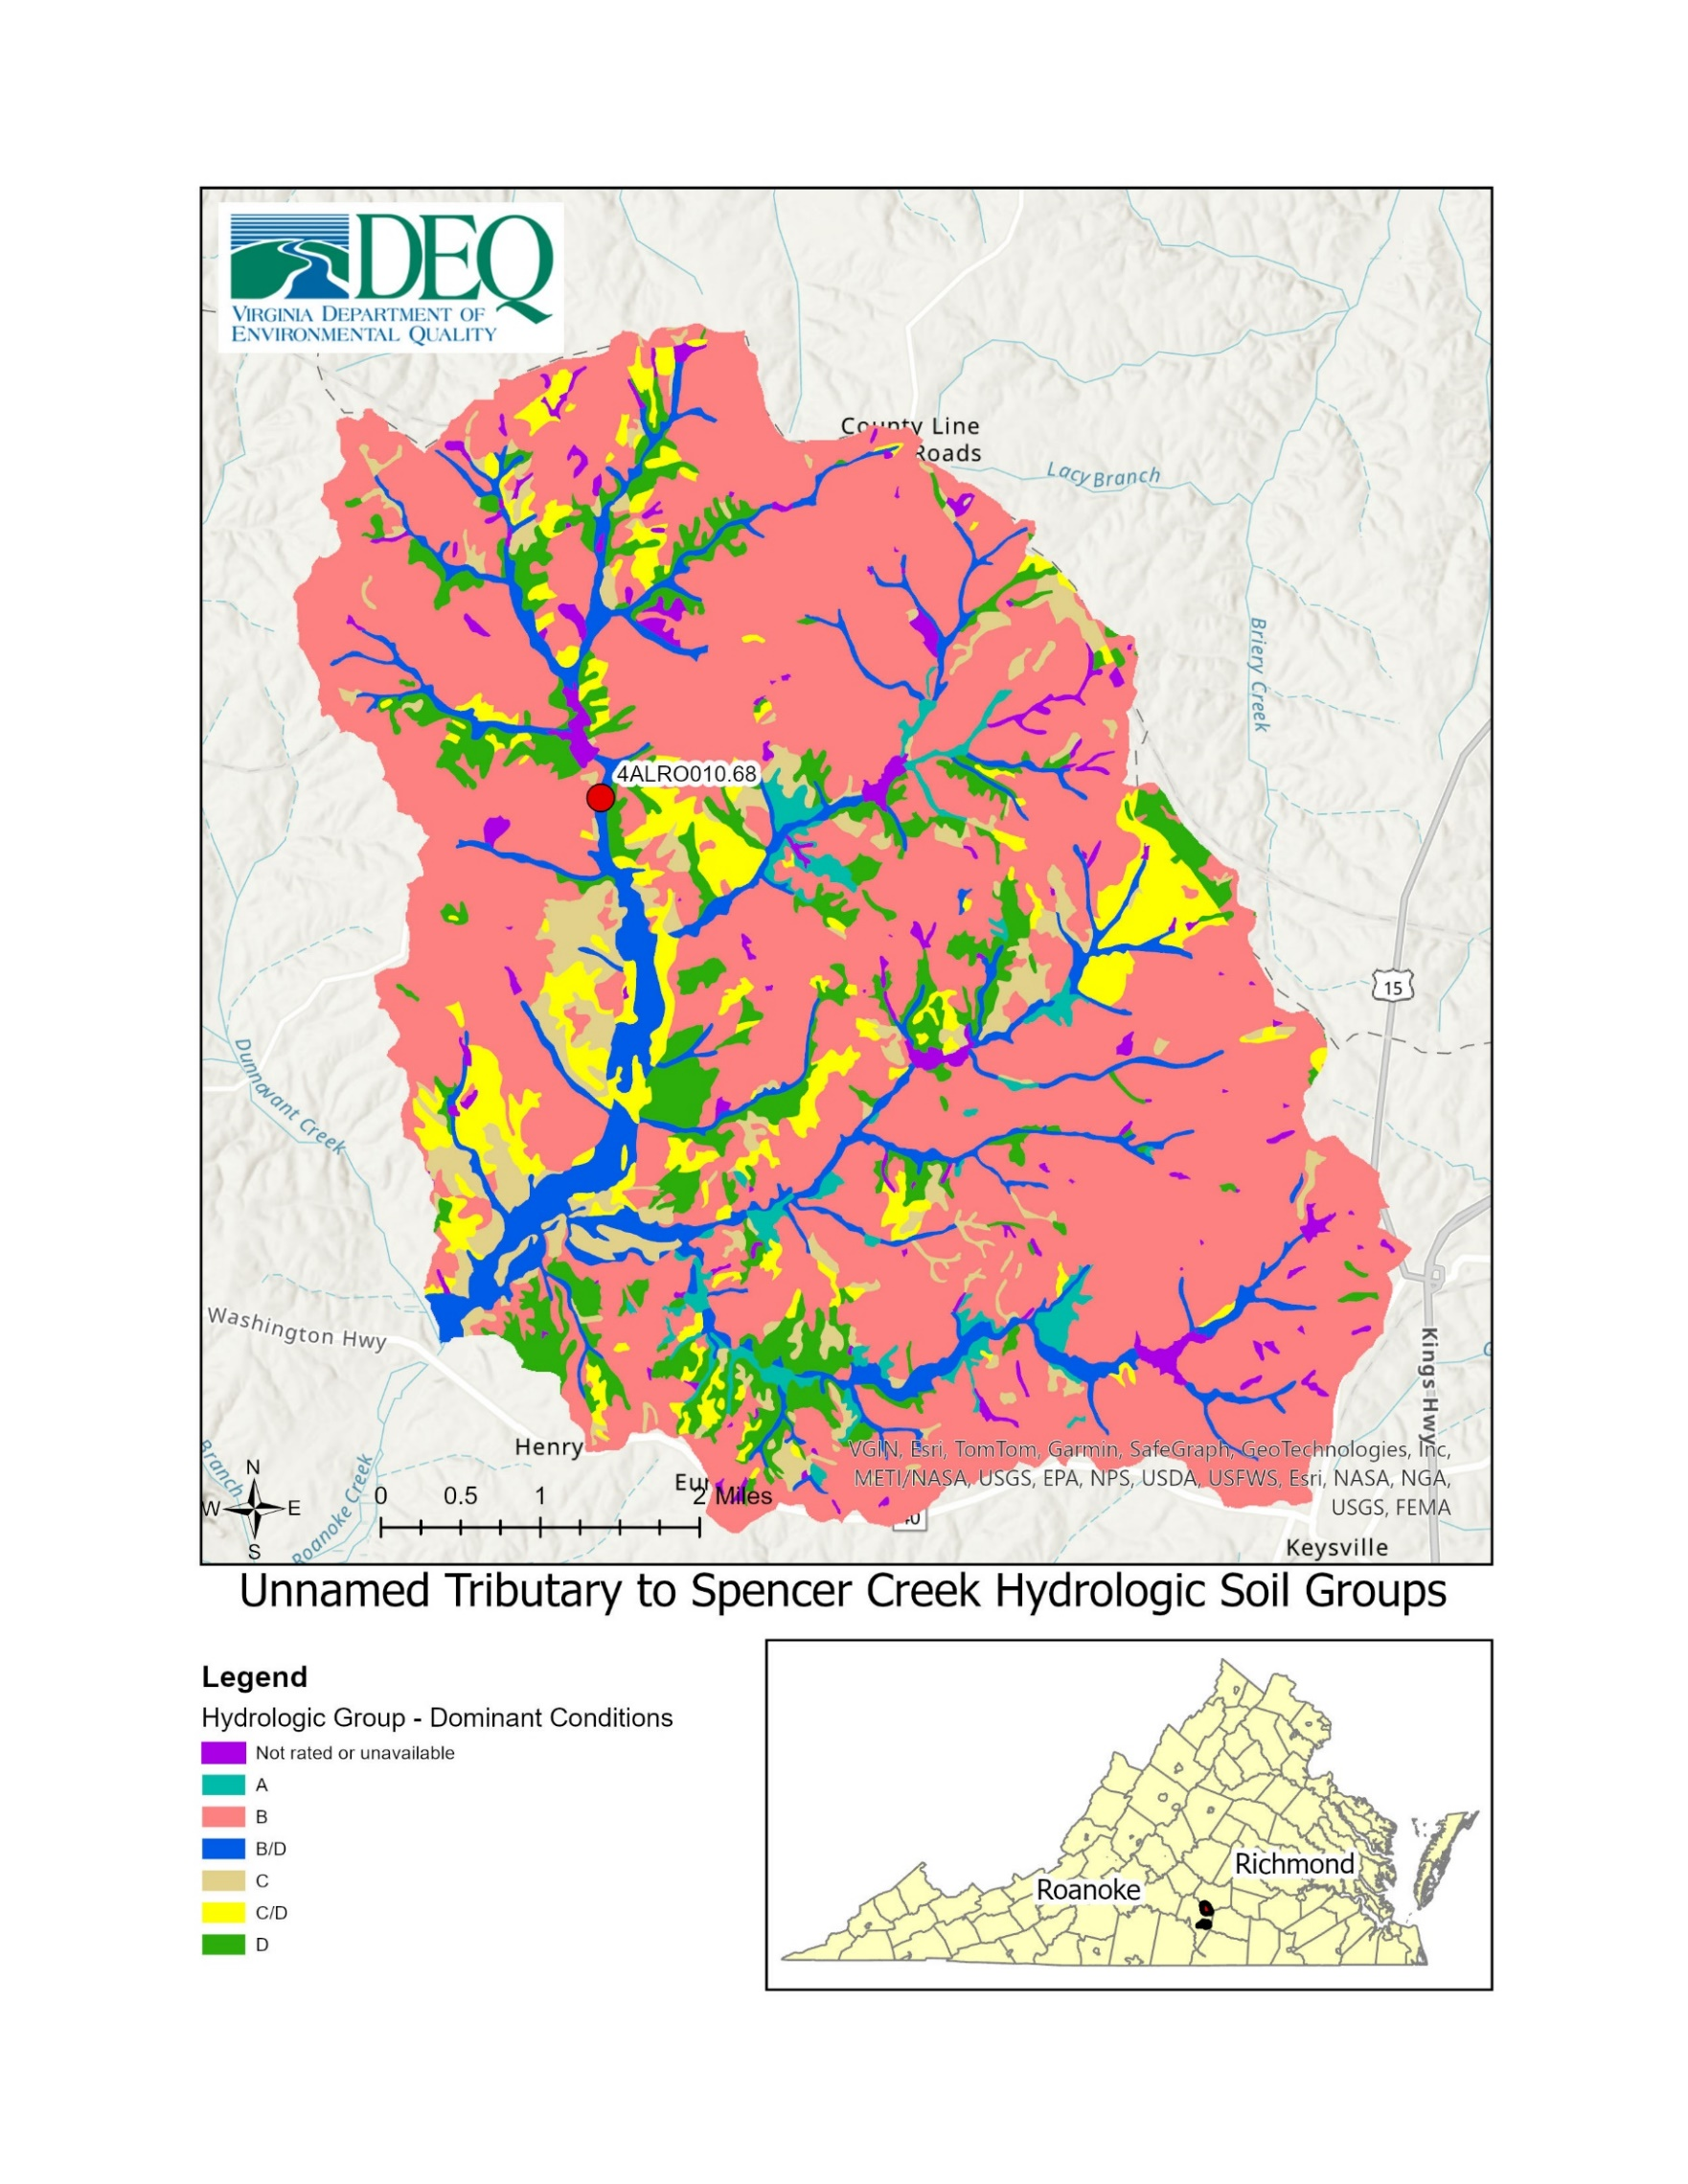 DEQ
VIRGINIA DEPARTMENT OF
ENVIRONMENTAL QUALITY
County Line
Roads
Lacy Branch
Briery Creek
4ALRO010.68
15
Dunnavant Creek
Washington Hwy
Kings Hwy
Henry
Branch
Roanoke Creek
N
W
E
S
0 0.5 1 2 Miles
VGIN, Esri, TomTom, Garmin, SafeGraph, GeoTechnologies, Inc,
METI/NASA, USGS, EPA, NPS, USDA, USFWS, Esri, NASA, NGA,
USGS, FEMA
Keysville
Unnamed Tributary to Spencer Creek Hydrologic Soil Groups
Legend
Hydrologic Group - Dominant Conditions
Not rated or unavailable
A
B
B/D
C
C/D
D
Richmond
Roanoke